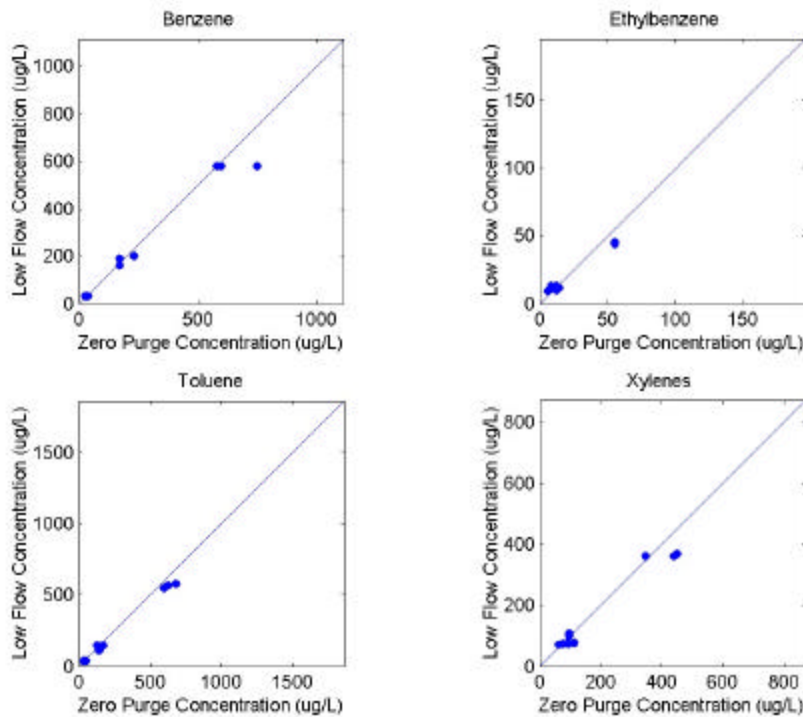 Benzene
Low Flow Concentration (ug/L)
1000
800
600
400
200
0
0 500 1000
Zero Purge Concentration (ug/L)
Ethylbenzene
Low Flow Concentration (ug/L)
150
100
50
0
0 50 100 150
Zero Purge Concentration (ug/L)
Toluene
Low Flow Concentration (ug/L)
1500
1000
500
0
0 500 1000 1500
Zero Purge Concentration (ug/L)
Xylenes
Low Flow Concentration (ug/L)
800
600
400
200
0
0 200 400 600 800
Zero Purge Concentration (ug/L)